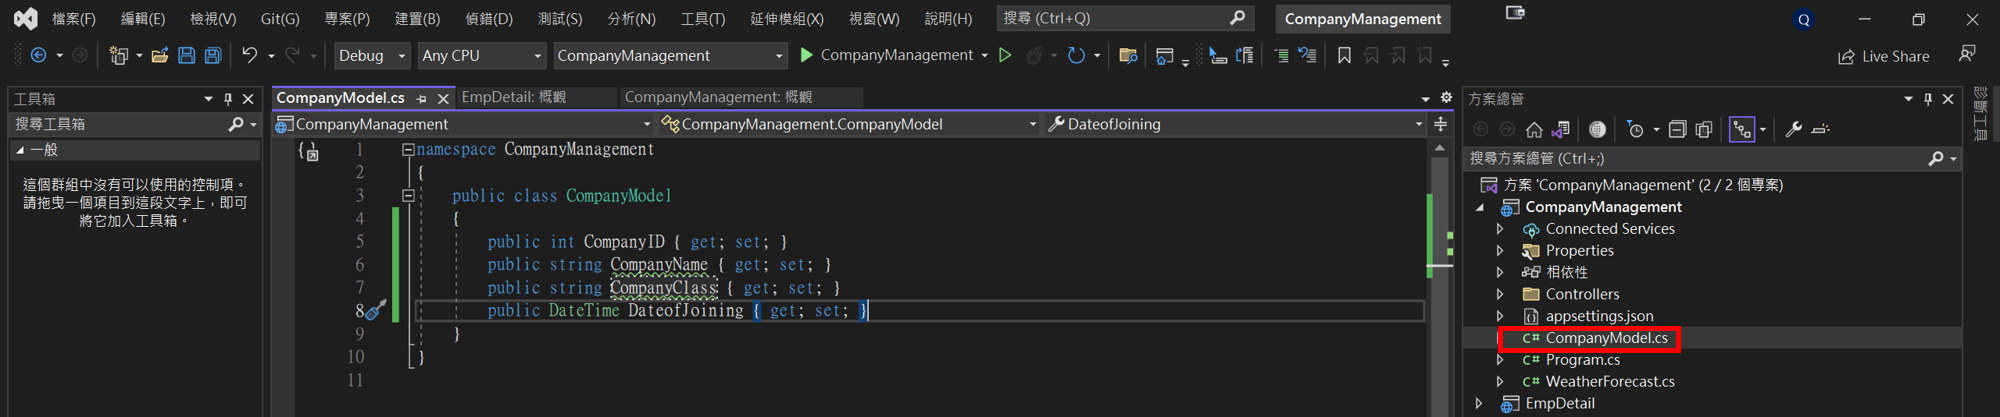 檔案(F) 編輯(E) 檢視(V) Git(G) 專案(P) 建置(B) 偵錯(D) 測試(S) 分析(N) 工具(T) 延伸模組(X) 視窗(W) 說明(H) 搜尋 (Ctrl+Q) CompanyManagement Q
Debug Any CPU CompanyManagement CompanyManagement Live Share
工具箱
搜尋工具箱
一般
這個群組中沒有可以使用的控制項。
請拖曳一個項目到這段文字上，即可
將它加入工具箱。
CompanyModel.cs EmpDetail: 概觀 CompanyManagement: 概觀
CompanyManagement CompanyManagement.CompanyModel DateofJoining
1 namespace CompanyManagement
2 {
3 public class CompanyModel
4 {
5 public int CompanyID { get; set; }
6 public string CompanyName { get; set; }
7 public string CompanyClass { get; set; }
8 public DateTime DateofJoining { get; set; }
9 }
10 }
11
方案總管
搜尋方案總管 (Ctrl+;)
方案 'CompanyManagement' (2 / 2 個專案)
CompanyManagement
Connected Services
Properties
相依性
Controllers
appsettings.json
C# CompanyModel.cs
C# Program.cs
C# WeatherForecast.cs
EmpDetail
診斷工具